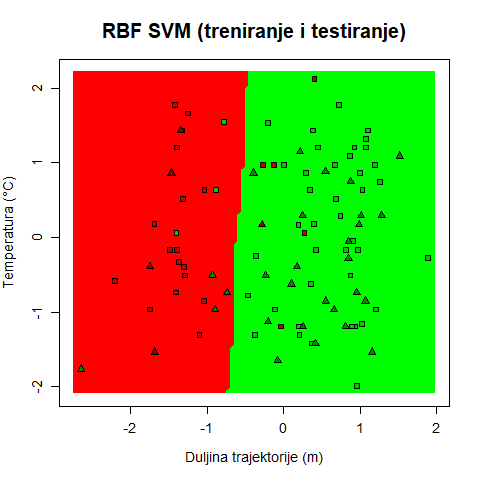 RBF SVM (treniranje i testiranje)
Temperatura (°C)
2
1
0
-1
-2
-2 -1 0 1 2
Duljina trajektorije (m)